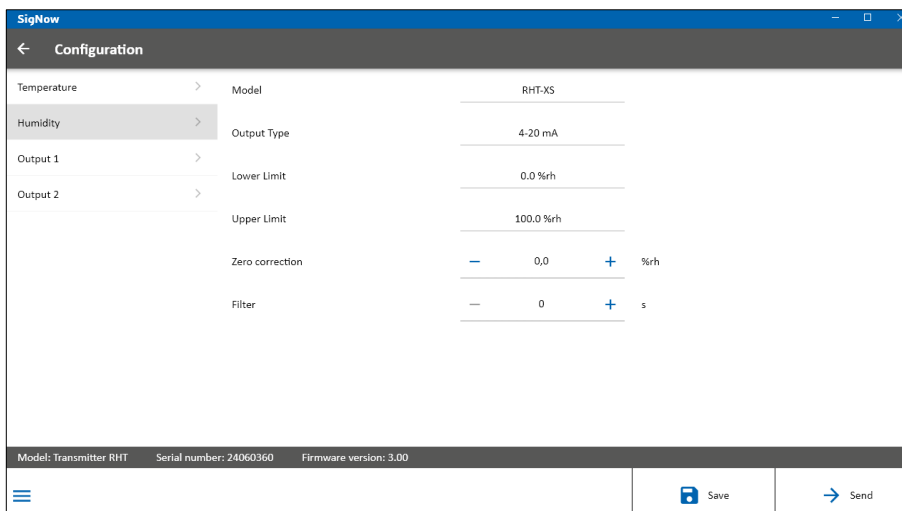 SigNow
Configuration
Temperature
Humidity
Output 1
Output 2
Model RHT-XS
Output Type 4-20 mA
Lower Limit 0.0 %rh
Upper Limit 100.0 %rh
Zero correction 0,0 %rh
Filter 0 s
Model: Transmitter RHT Serial number: 24060360 Firmware version: 3.00
Save Send